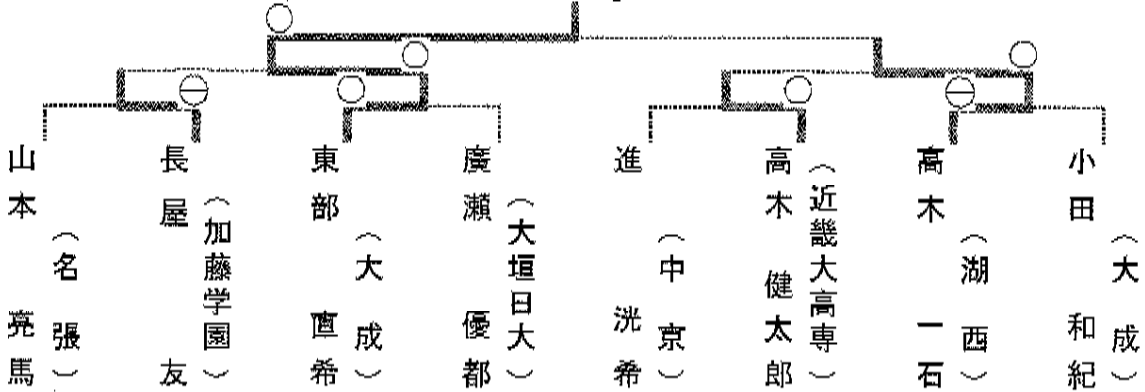 山本 亮馬
（名張）
長屋 友
（加藤学園）
東部 直希
（大成）
廣瀬 優都
（大垣日大）
進 洸希
（中京）
高木 健太郎
（近畿大高専）
高木 一石
（湖西）
小田 和紀
（大成）